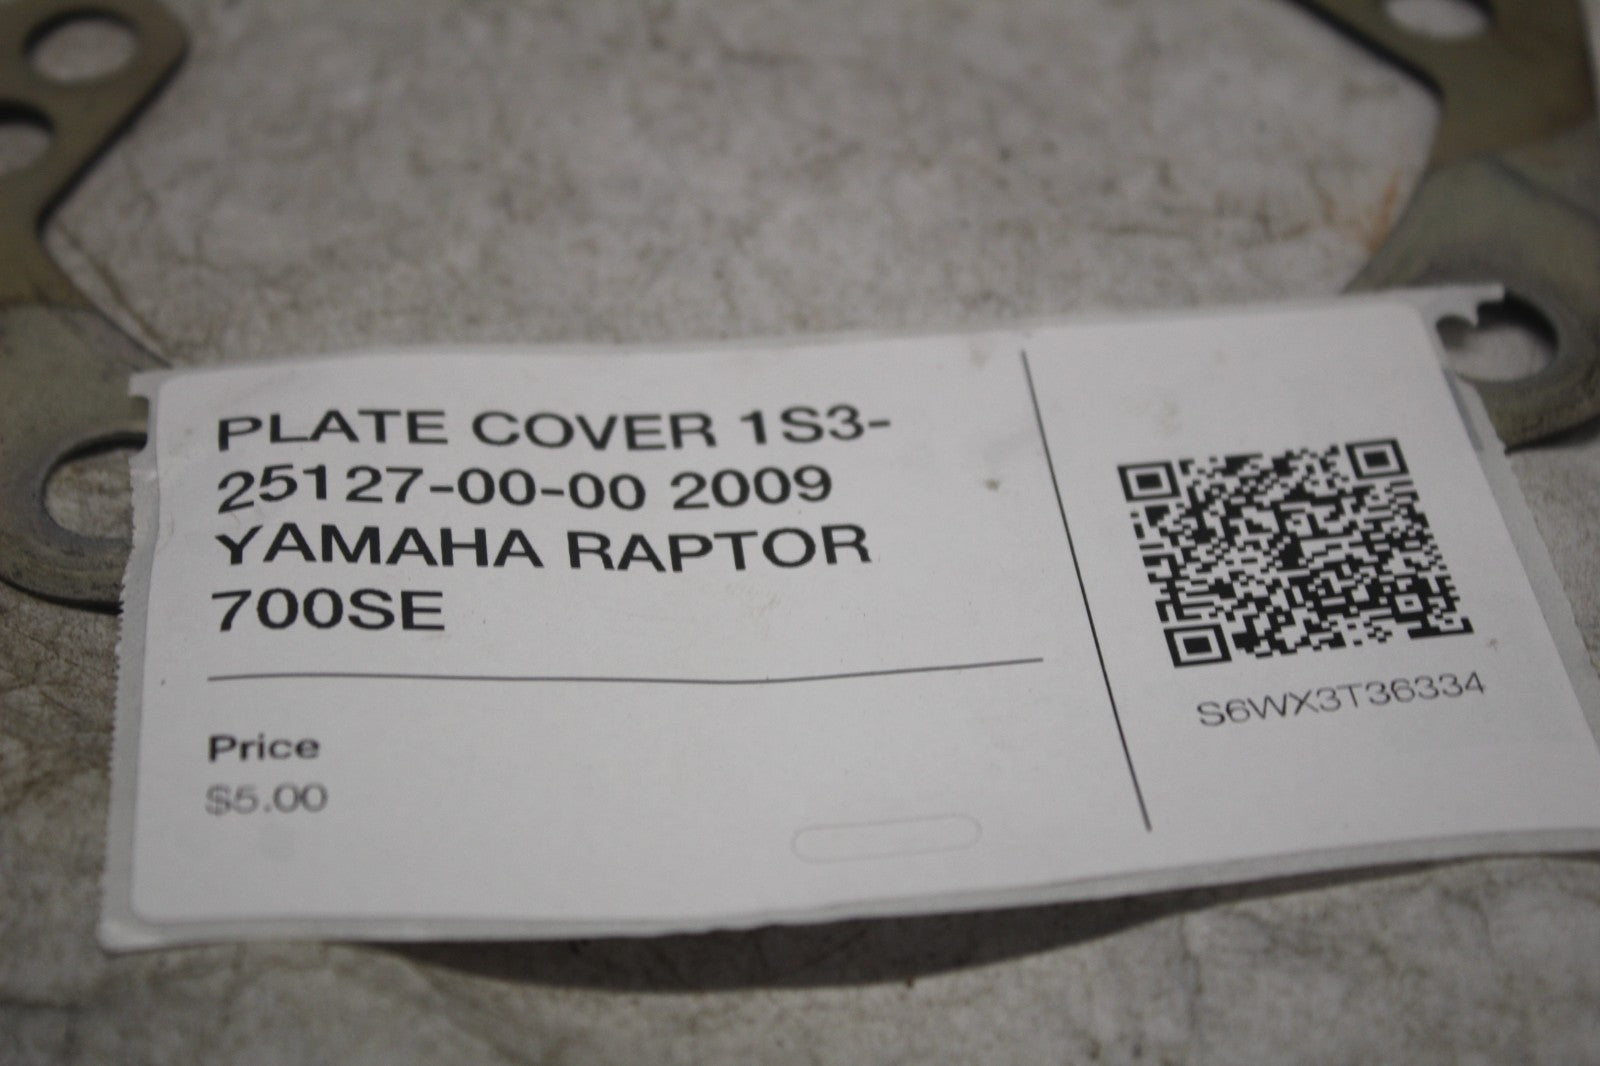 PLATE COVER 1S3-
25127-00-00 2009
YAMAHA RAPTOR
700SE
Price
$5.00
S6WX3T36334